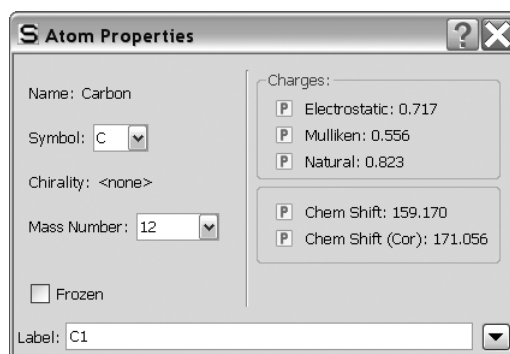 S Atom Properties
Name: Carbon
Symbol: C
Chirality: <none>
Mass Number: 12
Frozen
Charges:
P Electrostatic: 0.717
P Mulliken: 0.556
P Natural: 0.823
P Chem Shift: 159.170
P Chem Shift (Cor): 171.056
Label: C1